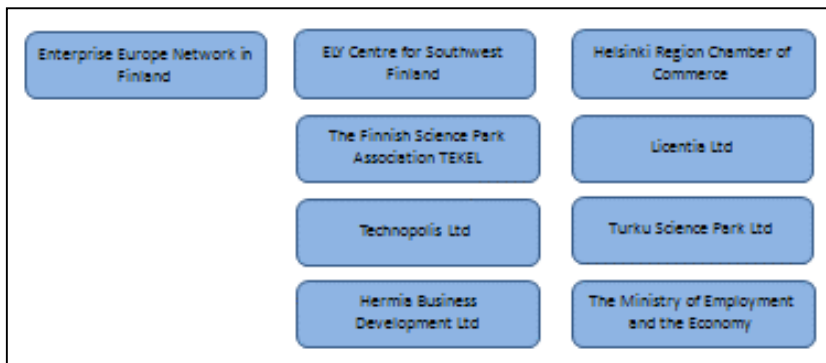 Enterprise Europe Network in
Finland
ELY Centre for Southwest
Finland
Helsinki Region Chamber of
Commerce
The Finnish Science Park
Association TEKEL
Licentia Ltd
Technopolis Ltd
Turku Science Park Ltd
Hermia Business
Development Ltd
The Ministry of Employment
and the Economy